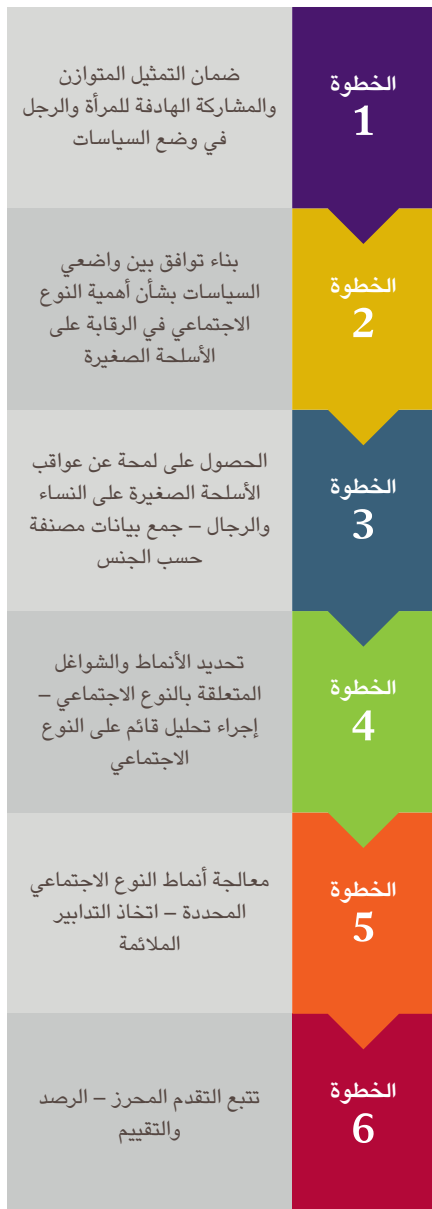 الخطوة
1
ضمان التمثيل المتوازن
والمشاركة الهادفة للمرأة والرجل
في وضع السياسات
الخطوة
2
بناء توافق بين واضعي
السياسات بشأن أهمية النوع
الاجتماعي في الرقابة على
الأسلحة الصغيرة
الخطوة
3
الحصول على لمحة عن عواقب
الأسلحة الصغيرة على النساء
والرجال – جمع بيانات مصنفة
حسب الجنس
الخطوة
4
تحديد الأنماط والشواغل
المتعلقة بالنوع الاجتماعي –
إجراء تحليل قائم على النوع
الاجتماعي
الخطوة
5
معالجة أنماط النوع الاجتماعي
المحددة – اتخاذ التدابير
الملائمة
الخطوة
6
تتبع التقدم المحرز – الرصد
والتقييم